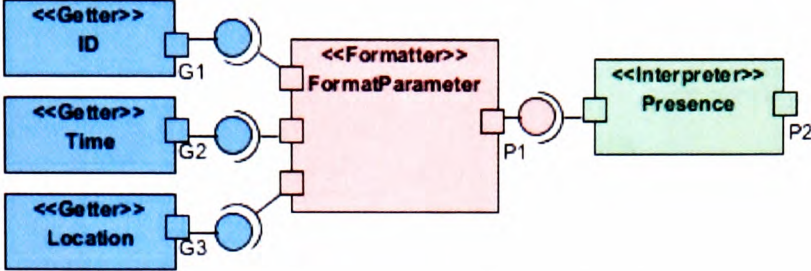 <<Getter>>
ID
G1
<<Getter>>
Time
G2
<<Getter>>
Location
G3
<<Formatter>>
FormatParameter
P1
<<Interpreter>>
Presence
P2